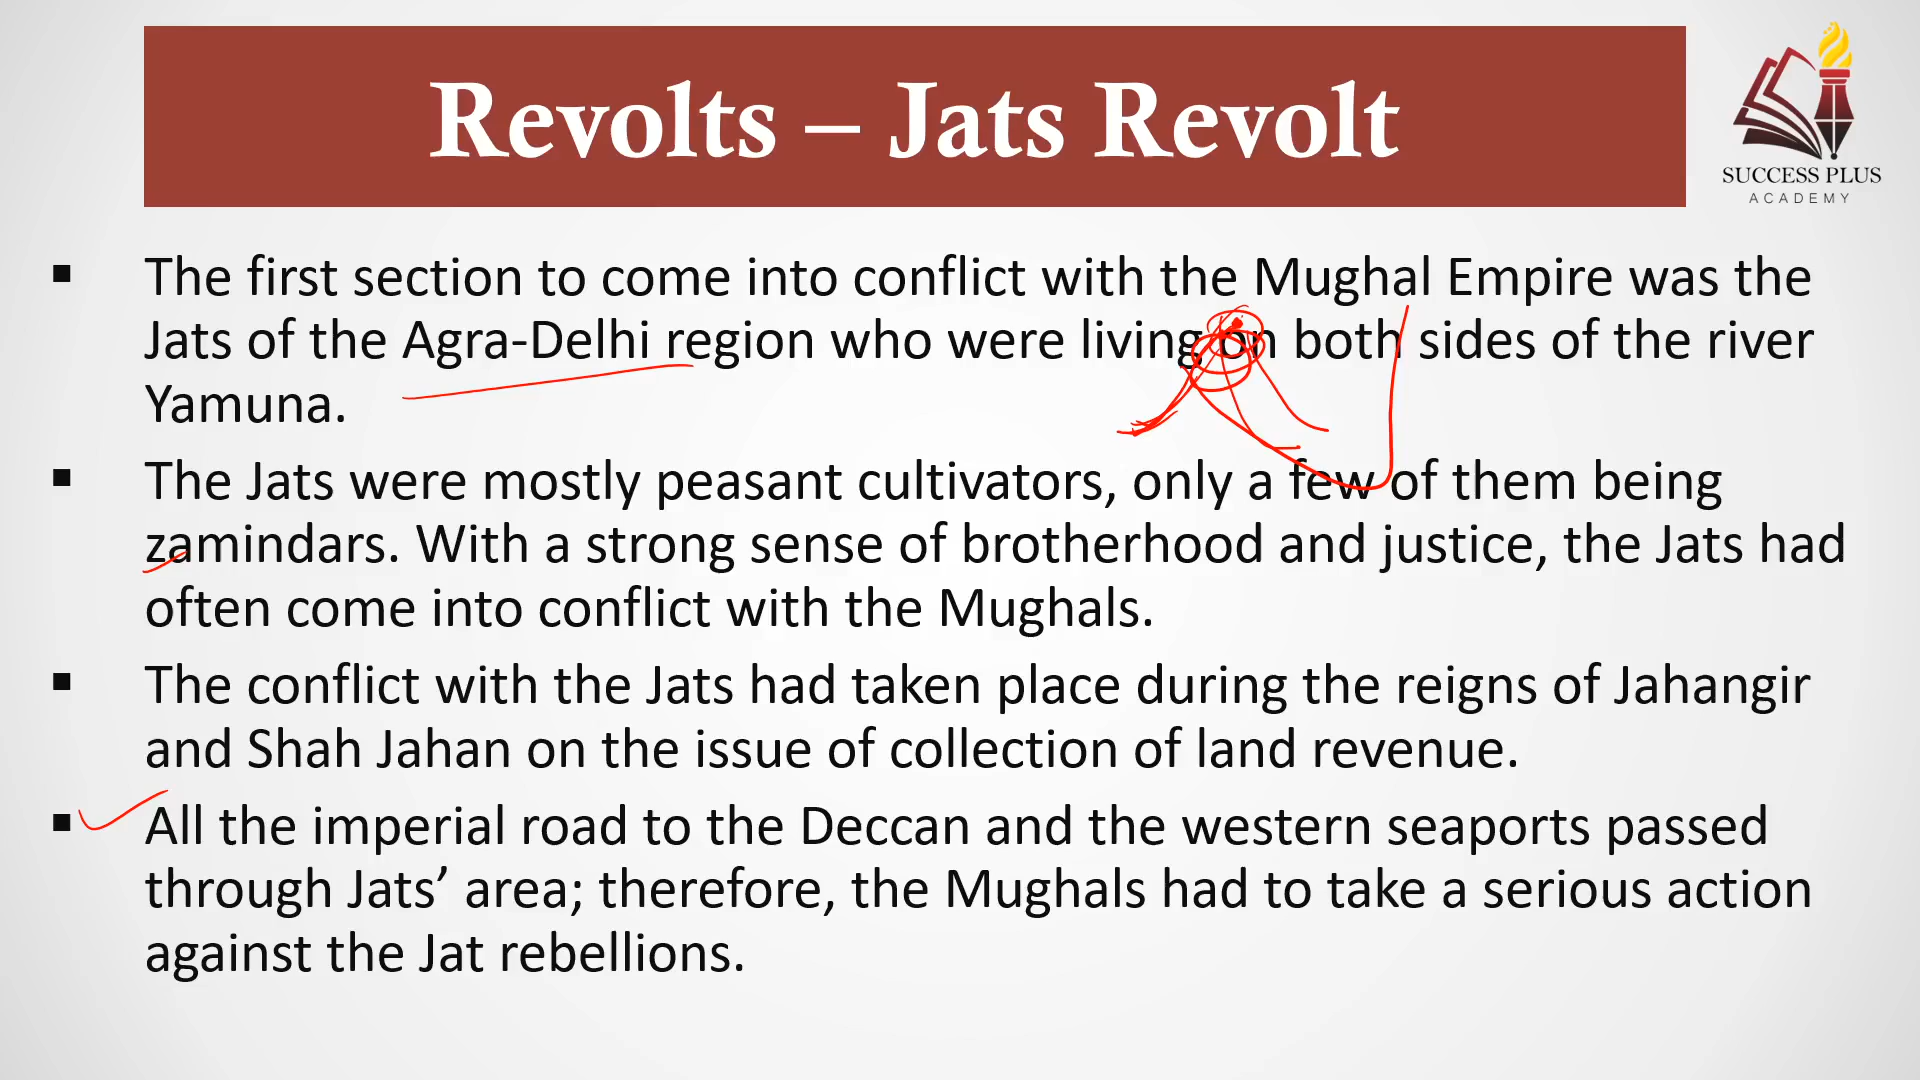 Revolts – Jats Revolt
SUCCESS PLUS
ACADEMY
▪ The first section to come into conflict with the Mughal Empire was the
Jats of the Agra-Delhi region who were living on both sides of the river
Yamuna.
▪ The Jats were mostly peasant cultivators, only a few of them being
zamindars. With a strong sense of brotherhood and justice, the Jats had
often come into conflict with the Mughals.
▪ The conflict with the Jats had taken place during the reigns of Jahangir
and Shah Jahan on the issue of collection of land revenue.
▪ All the imperial road to the Deccan and the western seaports passed
through Jats’ area; therefore, the Mughals had to take a serious action
against the Jat rebellions.